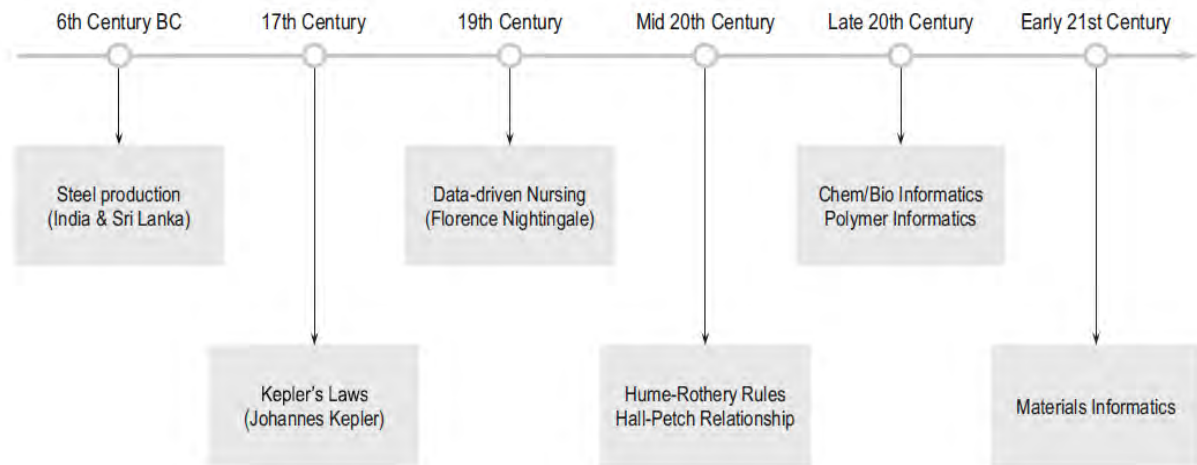 6th Century BC
17th Century
19th Century
Mid 20th Century
Late 20th Century
Early 21st Century
Steel production
(India & Sri Lanka)
Data-driven Nursing
(Florence Nightingale)
Chem/Bio Informatics
Polymer Informatics
Kepler's Laws
(Johannes Kepler)
Hume-Rothery Rules
Hall-Petch Relationship
Materials Informatics